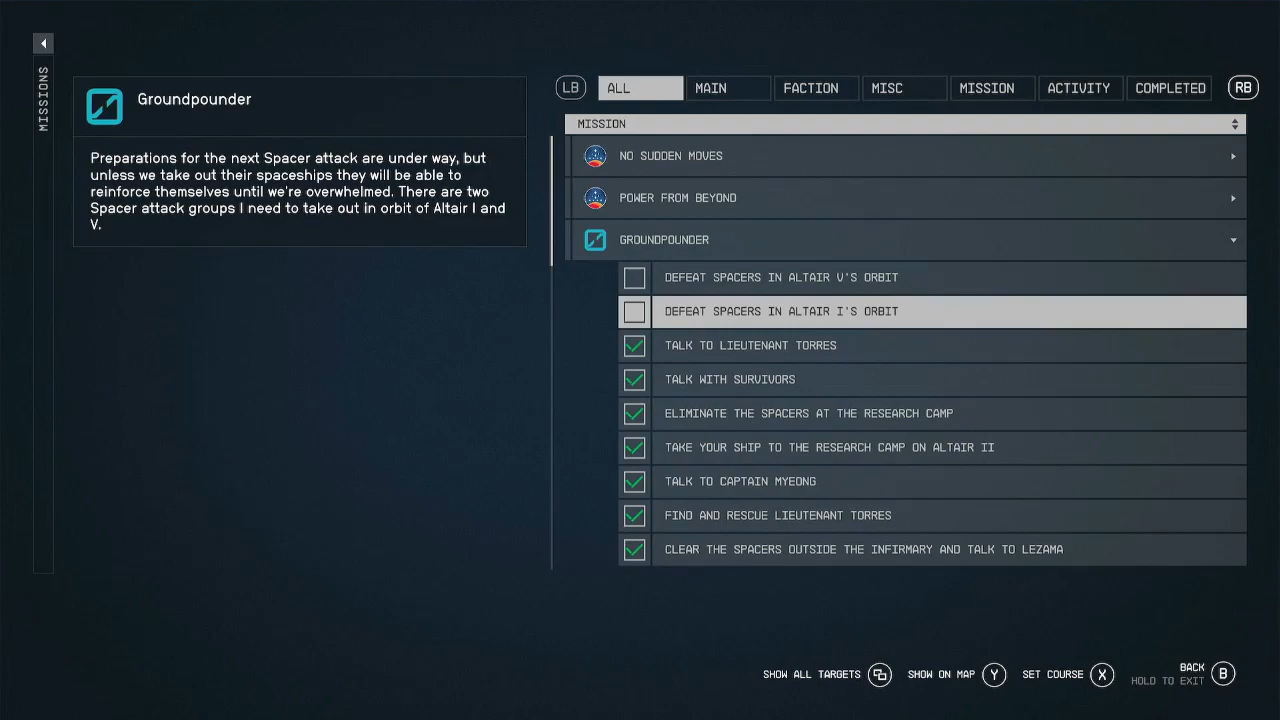 MISSIONS
Groundpounder
Preparations for the next Spacer attack are under way, but
unless we take out their spaceships they will be able to
reinforce themselves until we're overwhelmed. There are two
Spacer attack groups I need to take out in orbit of Altair I and
V.
LB ALL MAIN FACTION MISC MISSION ACTIVITY COMPLETED RB
MISSION
NO SUDDEN MOVES
POWER FROM BEYOND
GROUNDPOUNDER
DEFEAT SPACERS IN ALTAIR V'S ORBIT
DEFEAT SPACERS IN ALTAIR I'S ORBIT
TALK TO LIEUTENANT TORRES
TALK WITH SURVIVORS
ELIMINATE THE SPACERS AT THE RESEARCH CAMP
TAKE YOUR SHIP TO THE RESEARCH CAMP ON ALTAIR II
TALK TO CAPTAIN MYEONG
FIND AND RESCUE LIEUTENANT TORRES
CLEAR THE SPACERS OUTSIDE THE INFIRMARY AND TALK TO LEZAMA
SHOW ALL TARGETS SHOW ON MAP Y SET COURSE X BACK B
HOLD TO EXIT